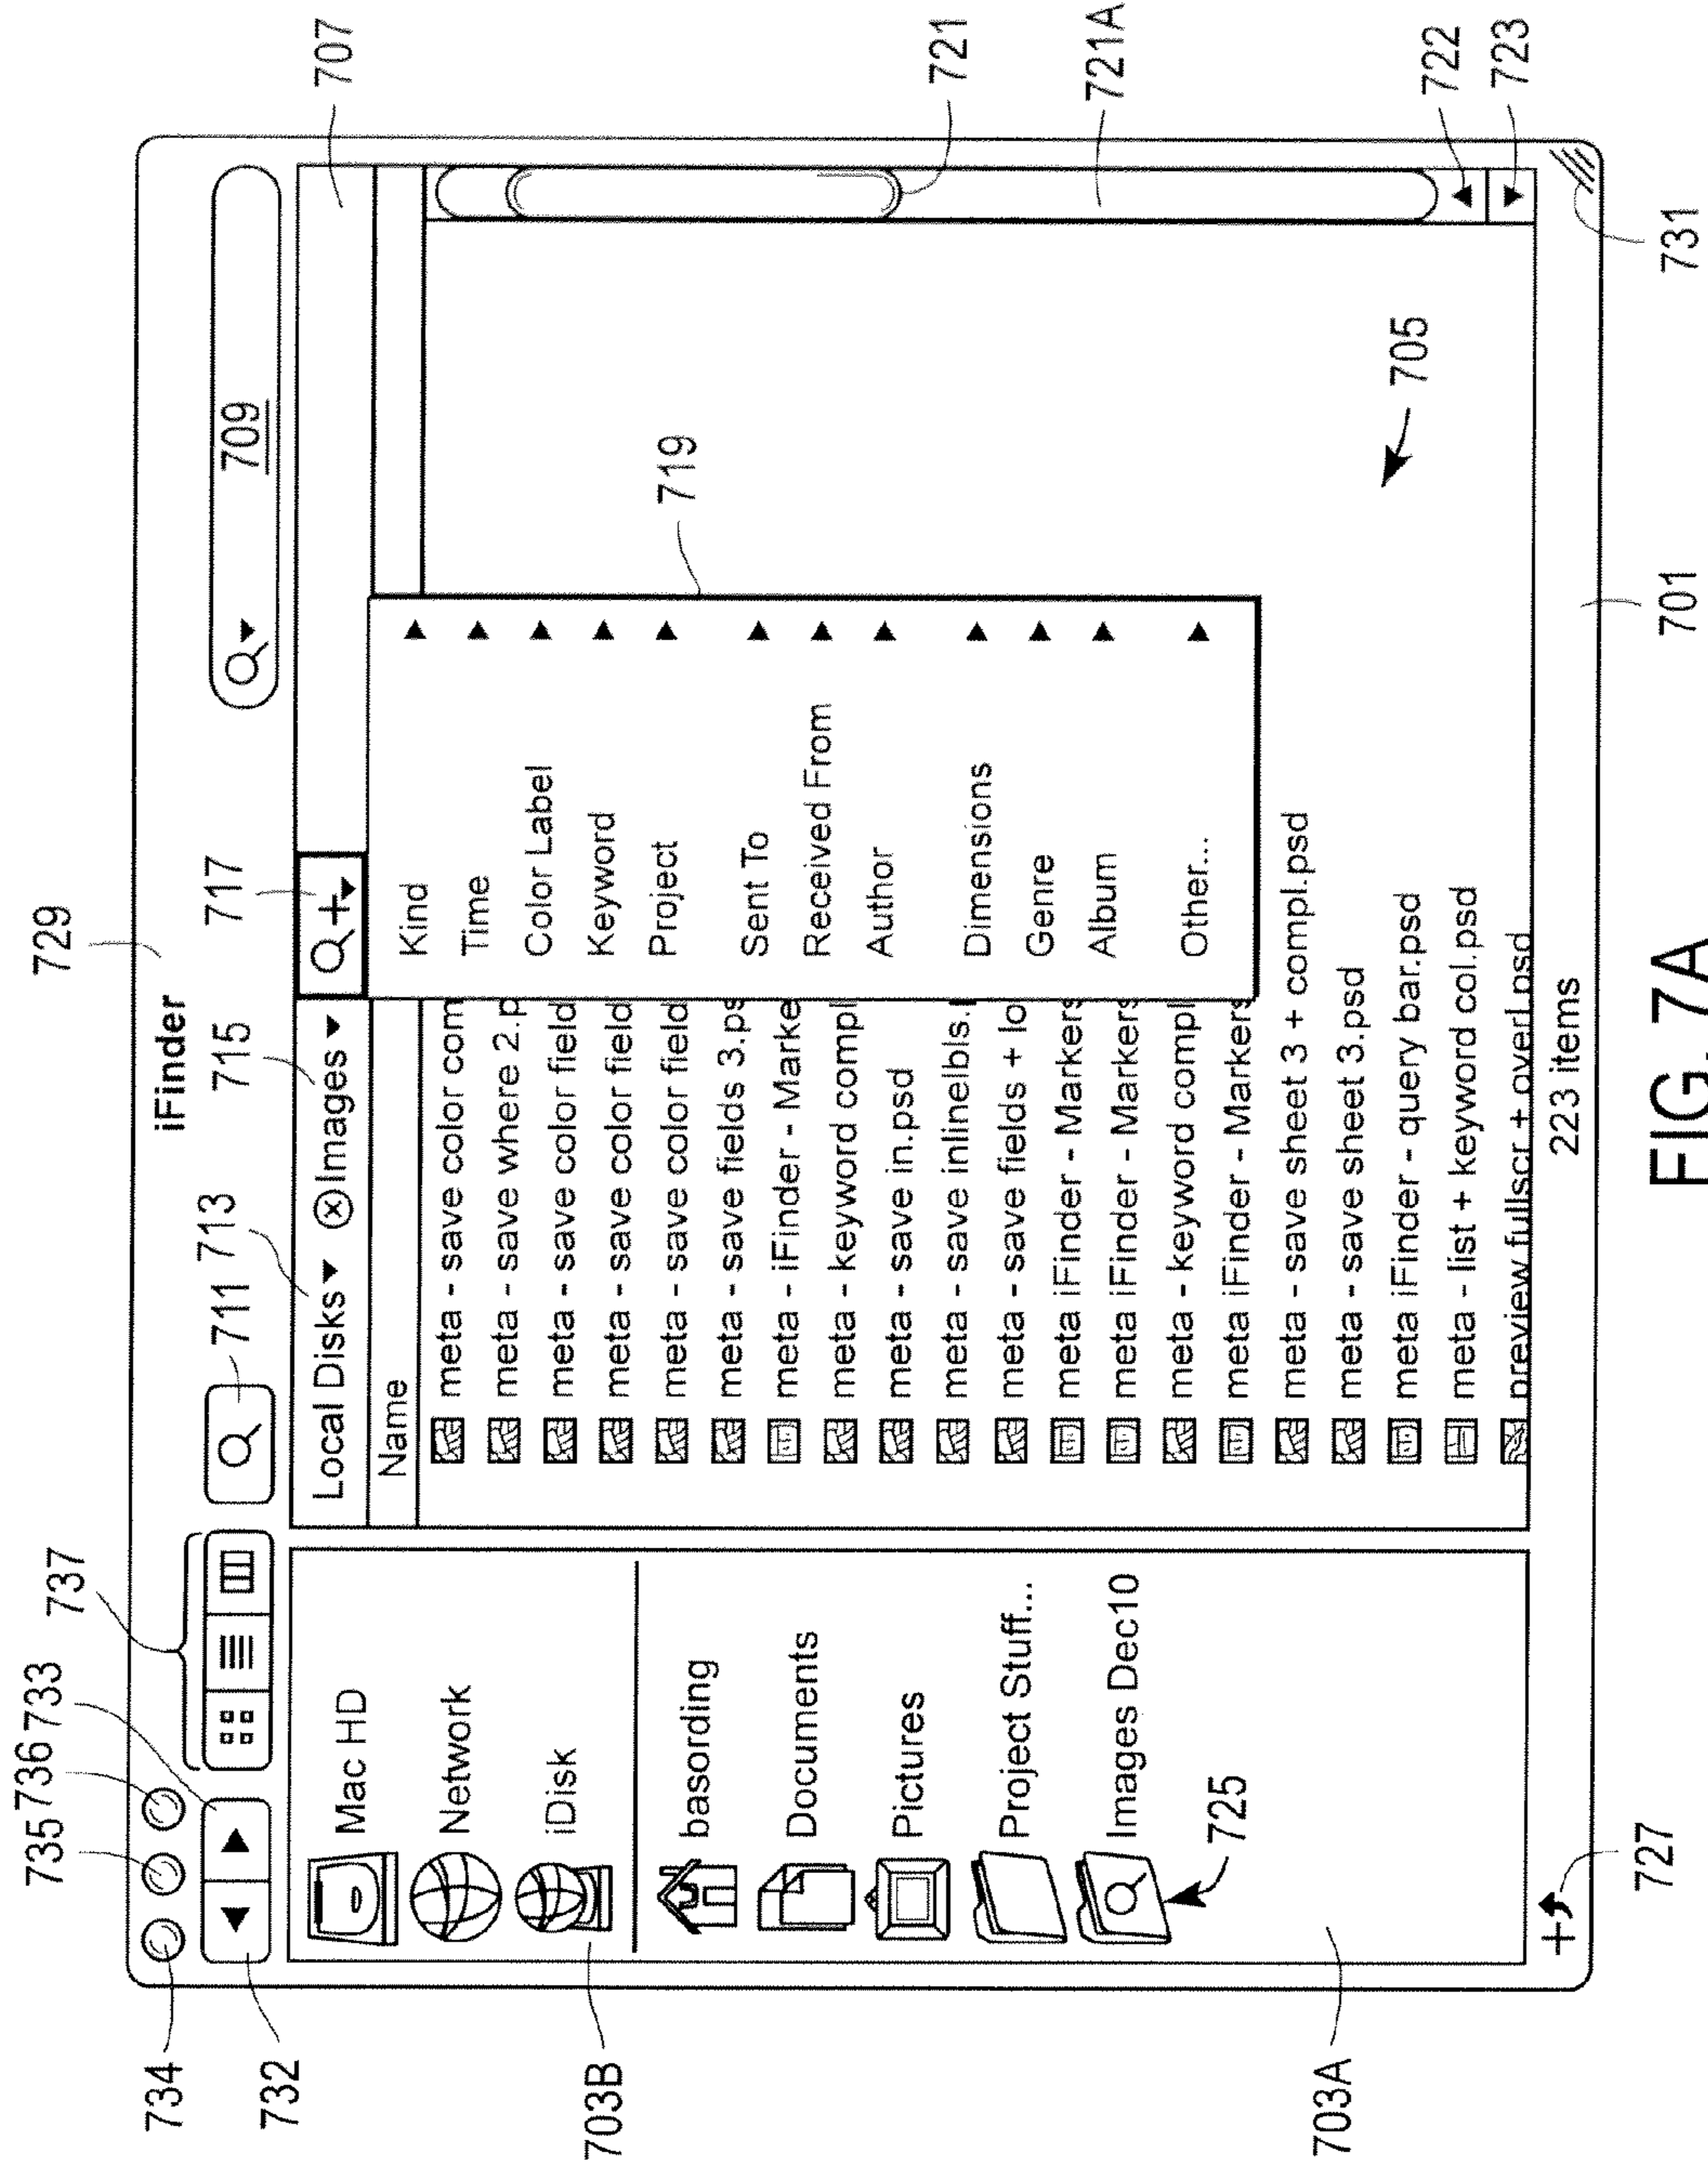 729
iFinder
734
735
736
733
737
711
713
715
717
709
707
732
Local Disks
Images
Name
Mac HD
Network
iDisk
703B
basording
Documents
Pictures
Project Stuff...
Images Dec10
725
703A
meta - save color com
meta - save where 2.p
meta - save color field
meta - save color field
meta - save color field
meta - save fields 3.ps
meta - iFinder - Marke
meta - keyword compl
meta - save in.psd
meta - save inlinelbls.
meta - save fields + lo
meta iFinder - Markers
meta iFinder - Markers
meta - keyword compl
meta iFinder - Markers
meta - save sheet 3 + compl.psd
meta - save sheet 3.psd
meta iFinder - query bar.psd
meta - list + keyword col.psd
preview fullscr + overl.psd
Kind
Time
Color Label
Keyword
Project
Sent To
Received From
Author
Dimensions
Genre
Album
Other...
719
705
721
721A
722
723
731
701
727
223 items
FIG. 7A